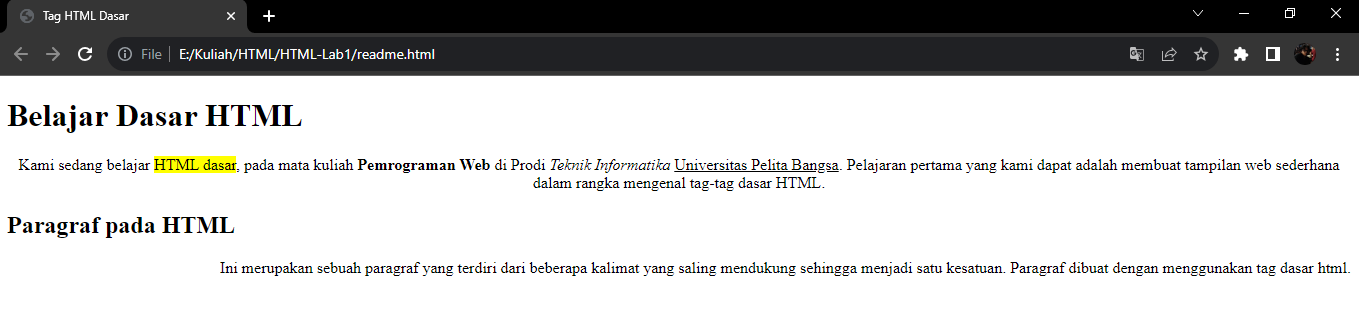 Tag HTML Dasar
File
E:/Kuliah/HTML/HTML-Lab1/readme.html
Belajar Dasar HTML
Kami sedang belajar HTML dasar, pada mata kuliah Pemrograman Web di Prodi Teknik Informatika Universitas Pelita Bangsa. Pelajaran pertama yang kami dapat adalah membuat tampilan web sederhana
dalam rangka mengenal tag-tag dasar HTML.
Paragraf pada HTML
Ini merupakan sebuah paragraf yang terdiri dari beberapa kalimat yang saling mendukung sehingga menjadi satu kesatuan. Paragraf dibuat dengan menggunakan tag dasar html.